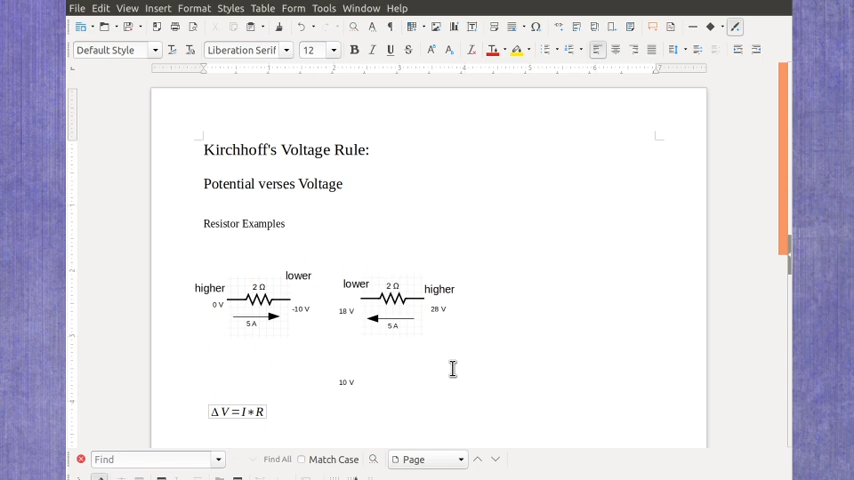 File Edit View Insert Format Styles Table Form Tools Window Help
Default Style Liberation Serif 12
Kirchhoff's Voltage Rule:
Potential verses Voltage
Resistor Examples
higher 2 Ω lower lower 2 Ω higher
0 V -10 V 18 V 28 V
5 A 5 A
10 V
Δ V = I * R
Find Find All Match Case Page